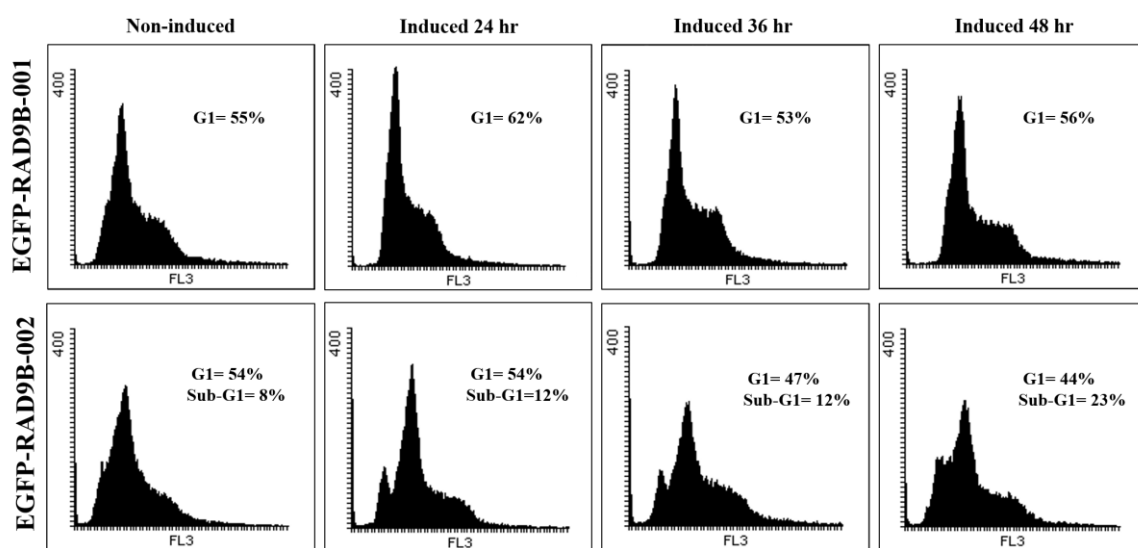 Non-induced
Induced 24 hr
Induced 36 hr
Induced 48 hr
EGFP-RAD9B-001
400
G1= 55%
FL3
400
G1= 62%
FL3
400
G1= 53%
FL3
400
G1= 56%
FL3
EGFP-RAD9B-002
400
G1= 54%
Sub-G1= 8%
FL3
400
G1= 54%
Sub-G1=12%
FL3
400
G1= 47%
Sub-G1= 12%
FL3
400
G1= 44%
Sub-G1= 23%
FL3